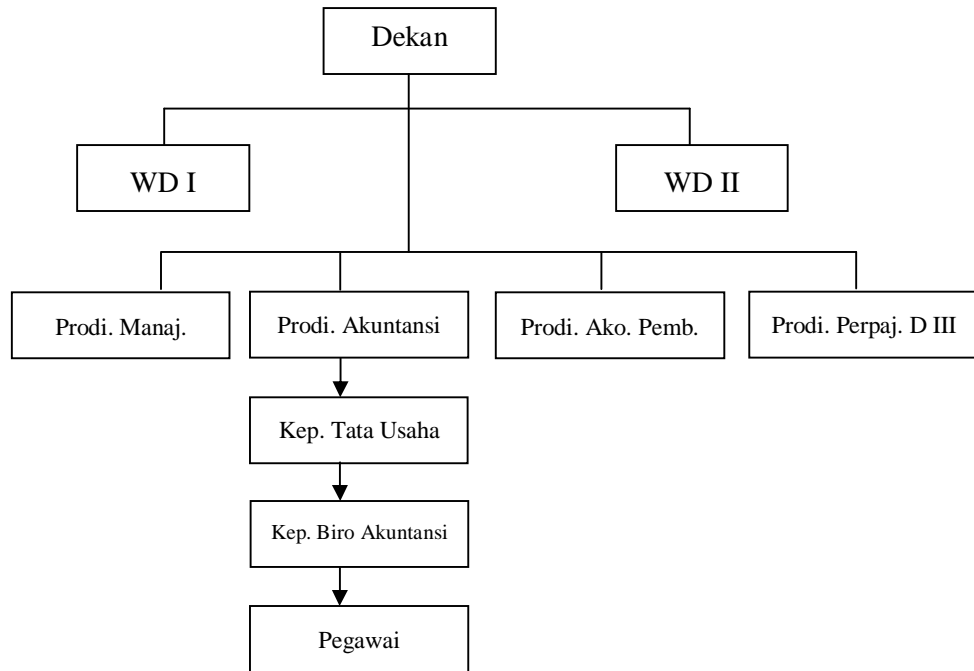 Dekan
WD I
WD II
Prodi. Manaj.
Prodi. Akuntansi
Prodi. Ako. Pemb.
Prodi. Perpaj. D III
Kep. Tata Usaha
Kep. Biro Akuntansi
Pegawai